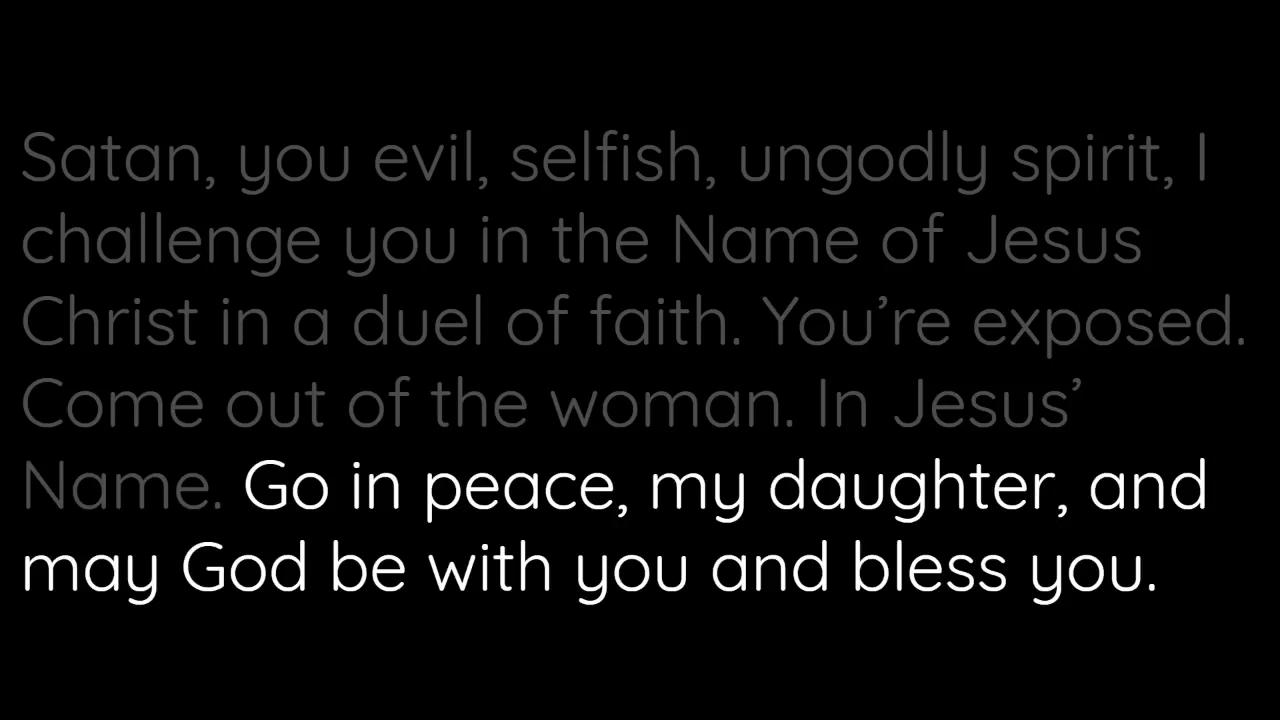 Satan, you evil, selfish, ungodly spirit, I
challenge you in the Name of Jesus
Christ in a duel of faith. You’re exposed.
Come out of the woman. In Jesus’
Name. Go in peace, my daughter, and
may God be with you and bless you.